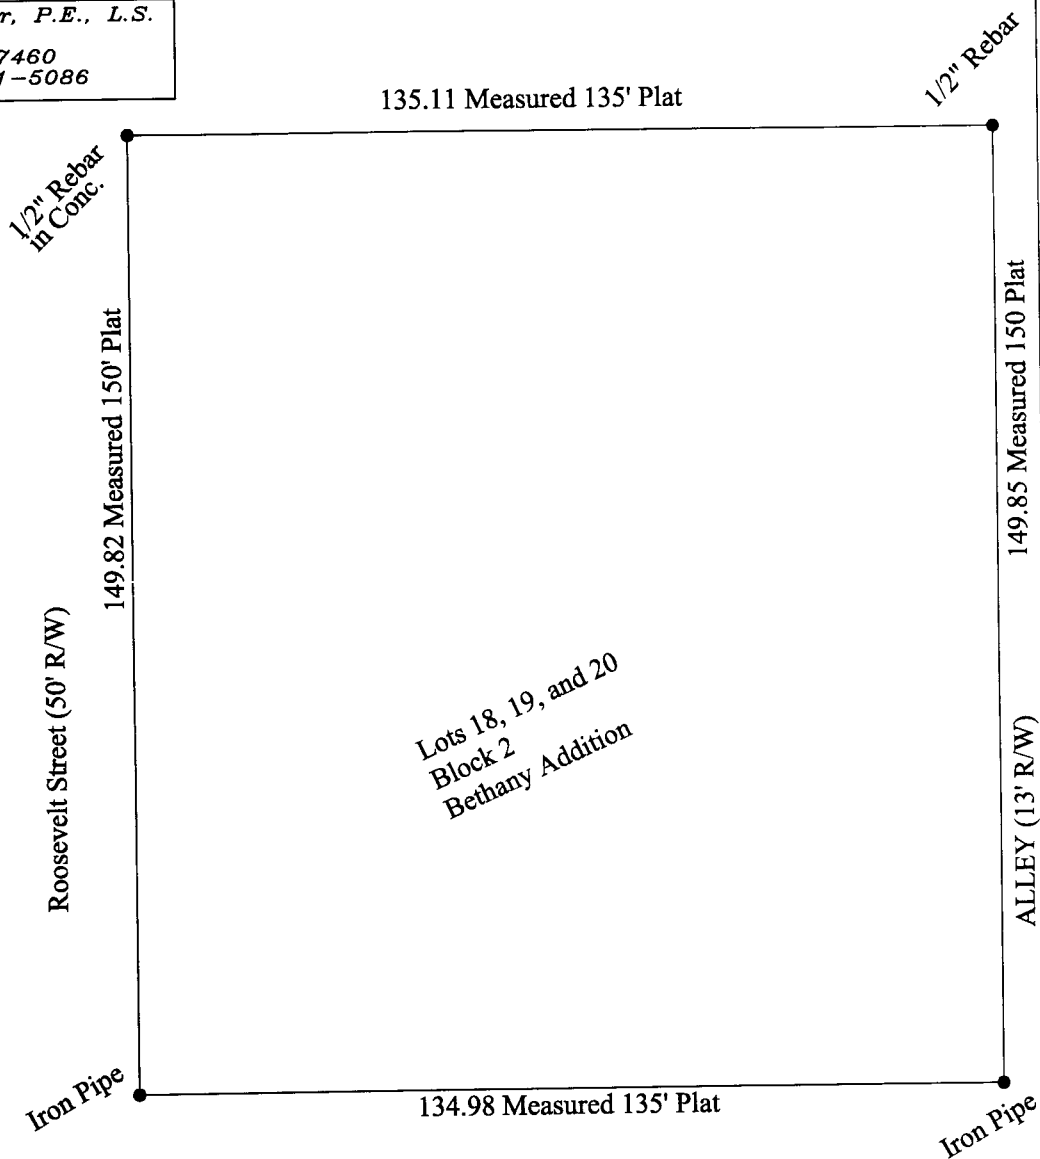 P.E., L.S.
7460
-5086
135.11 Measured 135' Plat
1/2" Rebar
1/2" Rebar
in Conc.
149.82 Measured 150' Plat
149.85 Measured 150 Plat
Roosevelt Street (50' R/W)
Lots 18, 19, and 20
Block 2
Bethany Addition
ALLEY (13' R/W)
Iron Pipe
134.98 Measured 135' Plat
Iron Pipe